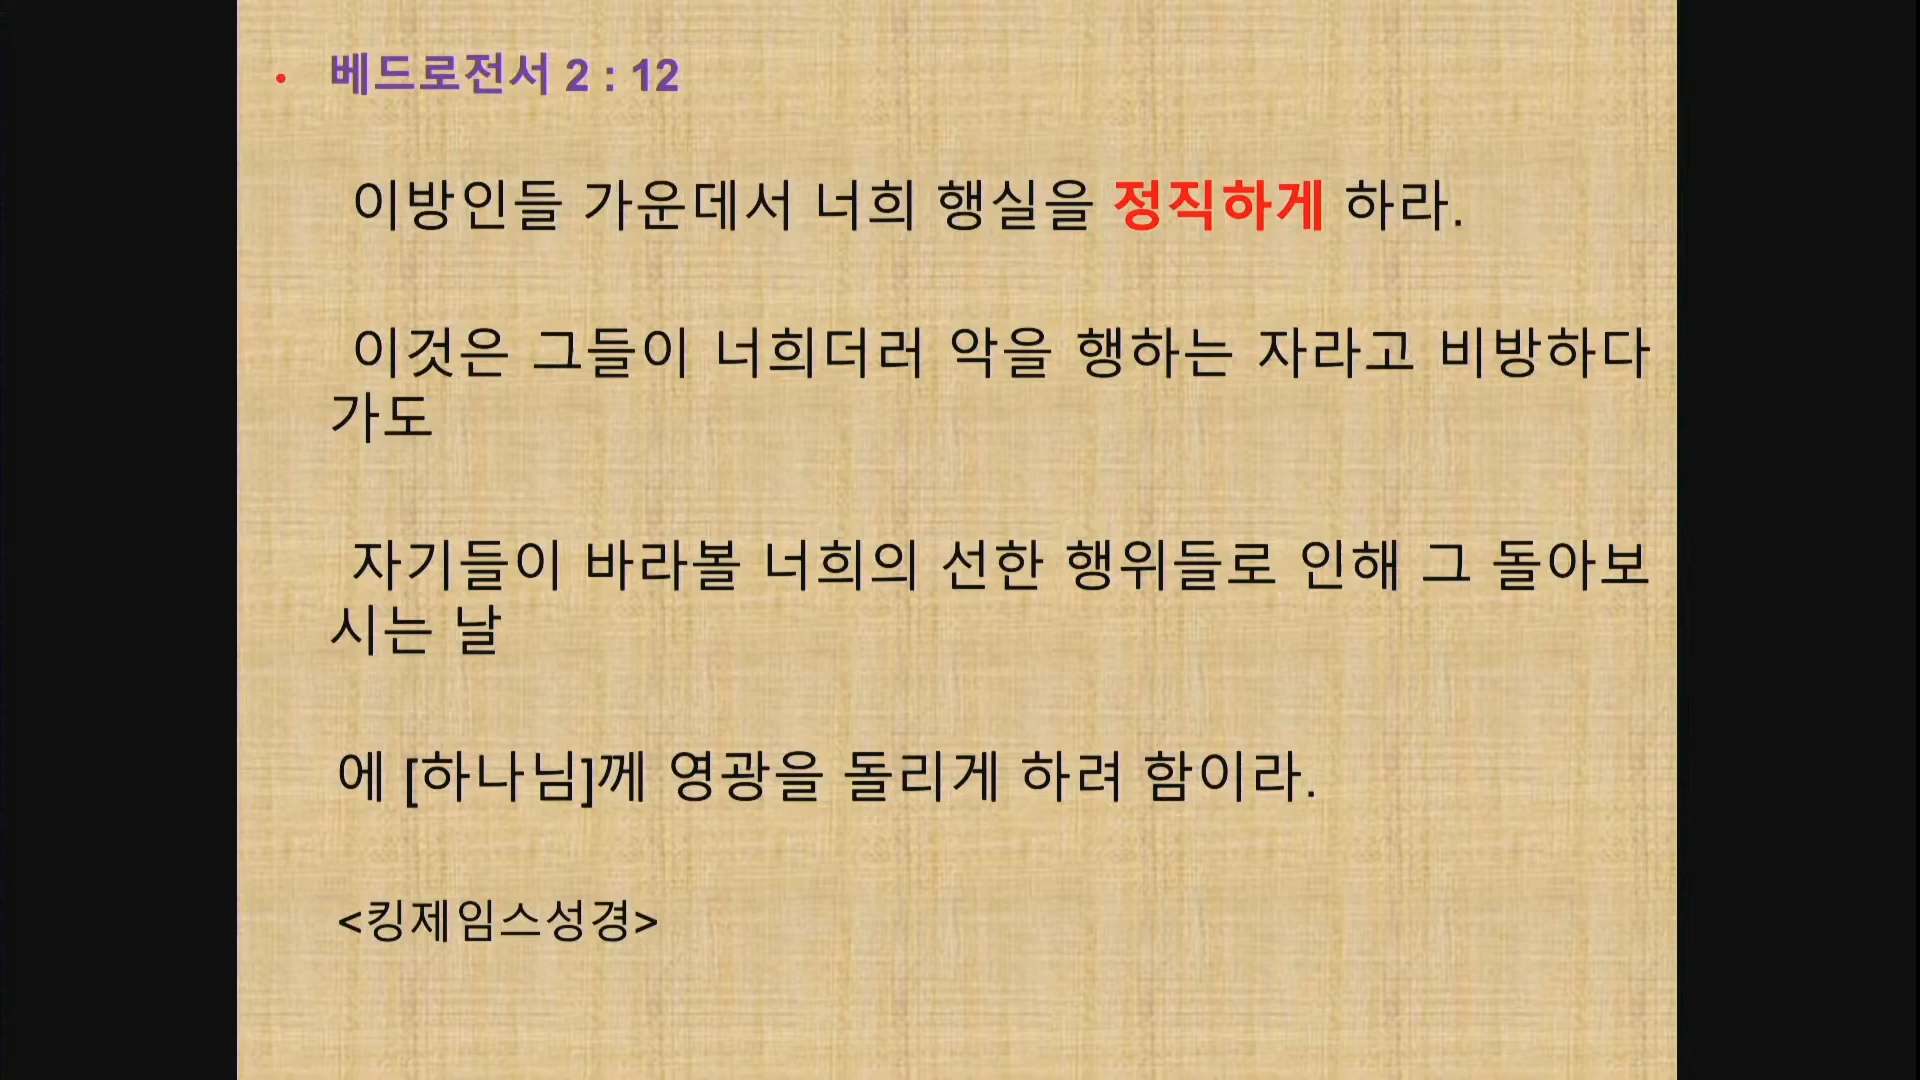 • 베드로전서 2 : 12
이방인들 가운데서 너희 행실을 정직하게 하라.
이것은 그들이 너희더러 악을 행하는 자라고 비방하다
가도
자기들이 바라볼 너희의 선한 행위들로 인해 그 돌아보
시는 날
에 [하나님]께 영광을 돌리게 하려 함이라.
<킹제임스성경>